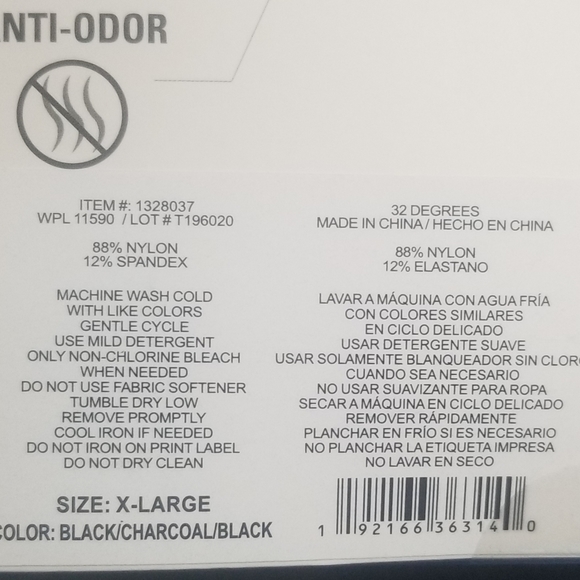 ANTI-ODOR
ITEM #: 1328037
WPL 11590 / LOT # T196020
88% NYLON
12% SPANDEX
MACHINE WASH COLD
WITH LIKE COLORS
GENTLE CYCLE
USE MILD DETERGENT
ONLY NON-CHLORINE BLEACH
WHEN NEEDED
DO NOT USE FABRIC SOFTENER
TUMBLE DRY LOW
REMOVE PROMPTLY
COOL IRON IF NEEDED
DO NOT IRON ON PRINT LABEL
DO NOT DRY CLEAN
SIZE: X-LARGE
COLOR: BLACK/CHARCOAL/BLACK
32 DEGREES
MADE IN CHINA / HECHO EN CHINA
88% NYLON
12% ELASTANO
LAVAR A MÁQUINA CON AGUA FRÍA
CON COLORES SIMILARES
EN CICLO DELICADO
USAR DETERGENTE SUAVE
USAR SOLAMENTE BLANQUEADOR SIN CLORO
CUANDO SEA NECESARIO
NO USAR SUAVIZANTE PARA ROPA
SECAR A MÁQUINA EN CICLO DELICADO
REMOVER RÁPIDAMENTE
PLANCHAR EN FRÍO SI ES NECESARIO
NO PLANCHAR LA ETIQUETA IMPRESA
NO LAVAR EN SECO
1 92166 36314 0